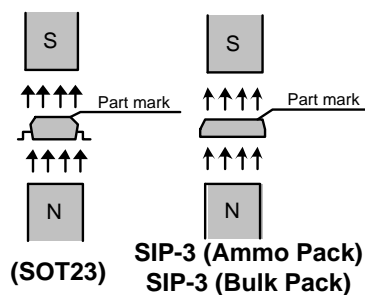 S
S
Part mark
Part mark
N
N
(SOT23)
SIP-3 (Ammo Pack)
SIP-3 (Bulk Pack)